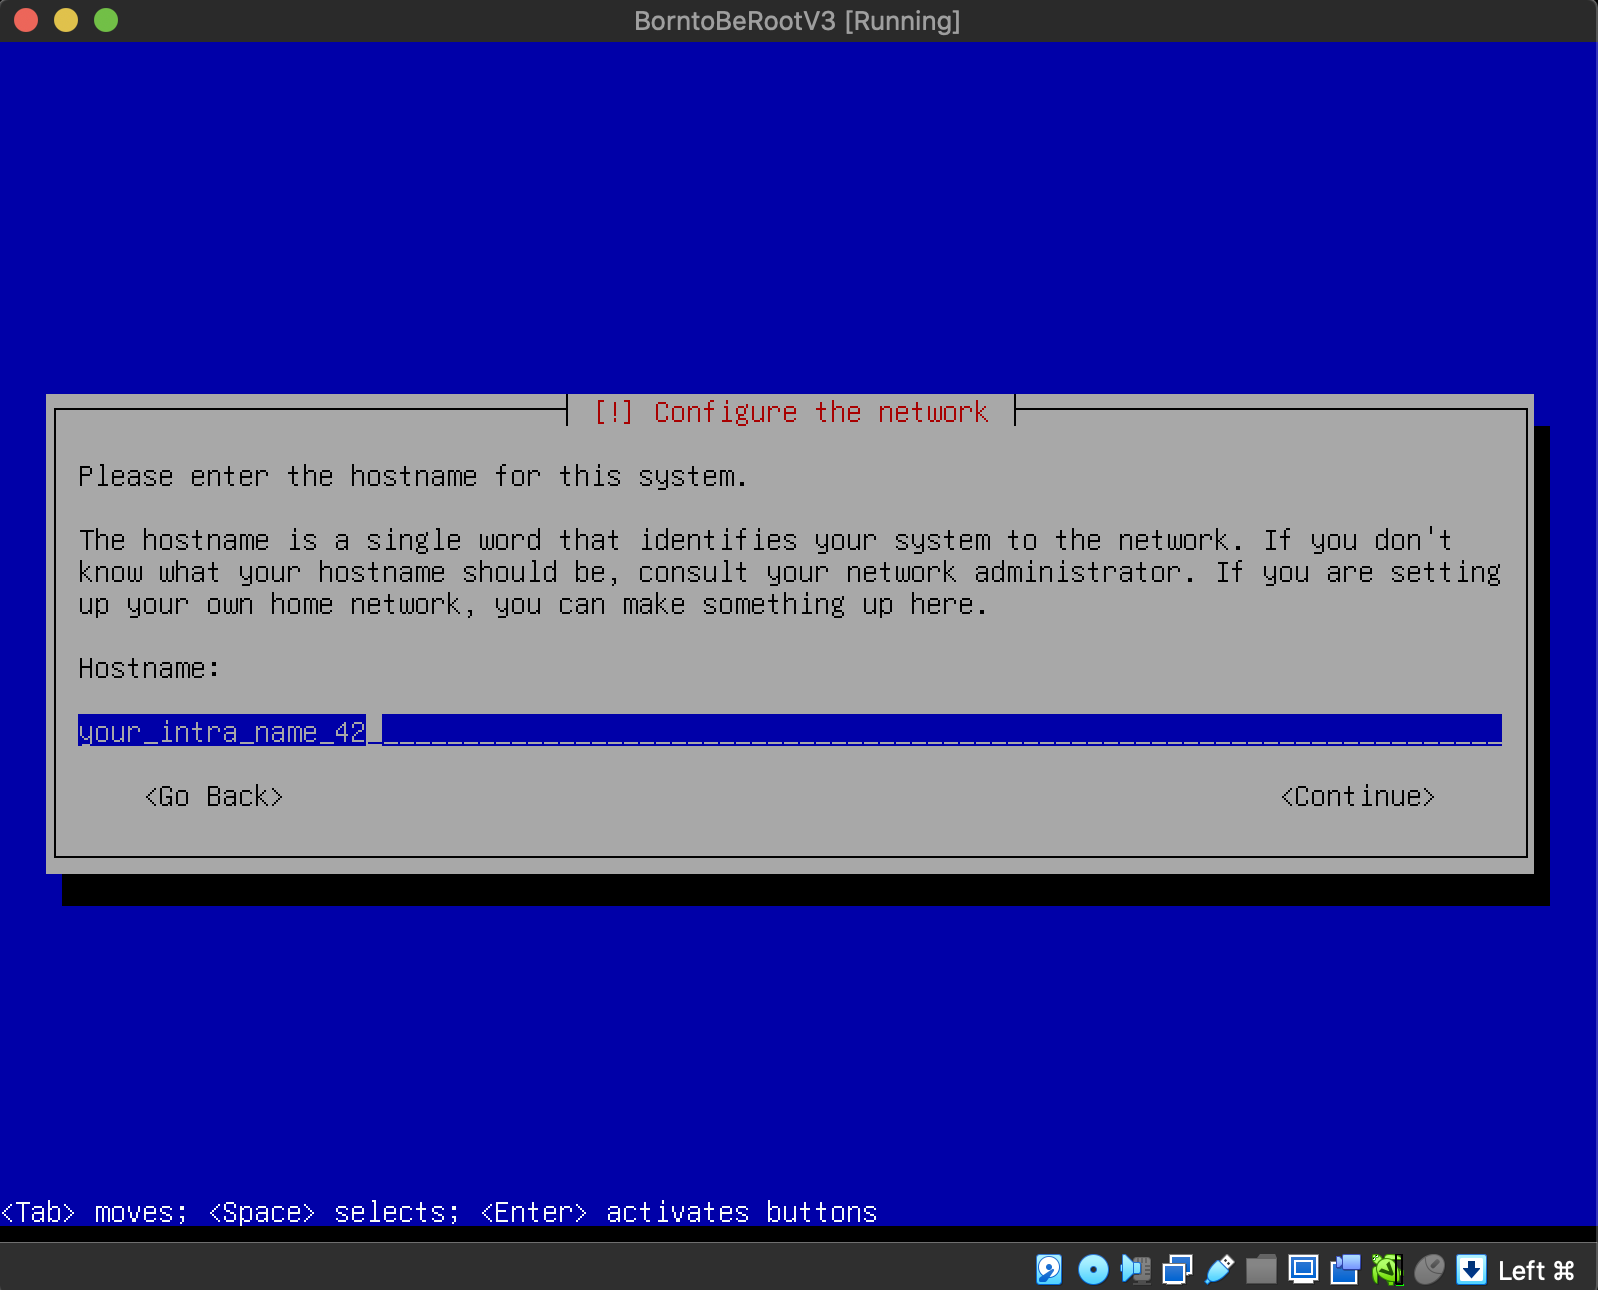 BorntoBeRootV3 [Running]
[!] Configure the network
Please enter the hostname for this system.
The hostname is a single word that identifies your system to the network. If you don't
know what your hostname should be, consult your network administrator. If you are setting
up your own home network, you can make something up here.
Hostname:
your_intra_name_42
<Go Back> <Continue>
<Tab> moves; <Space> selects; <Enter> activates buttons
Left ⌘